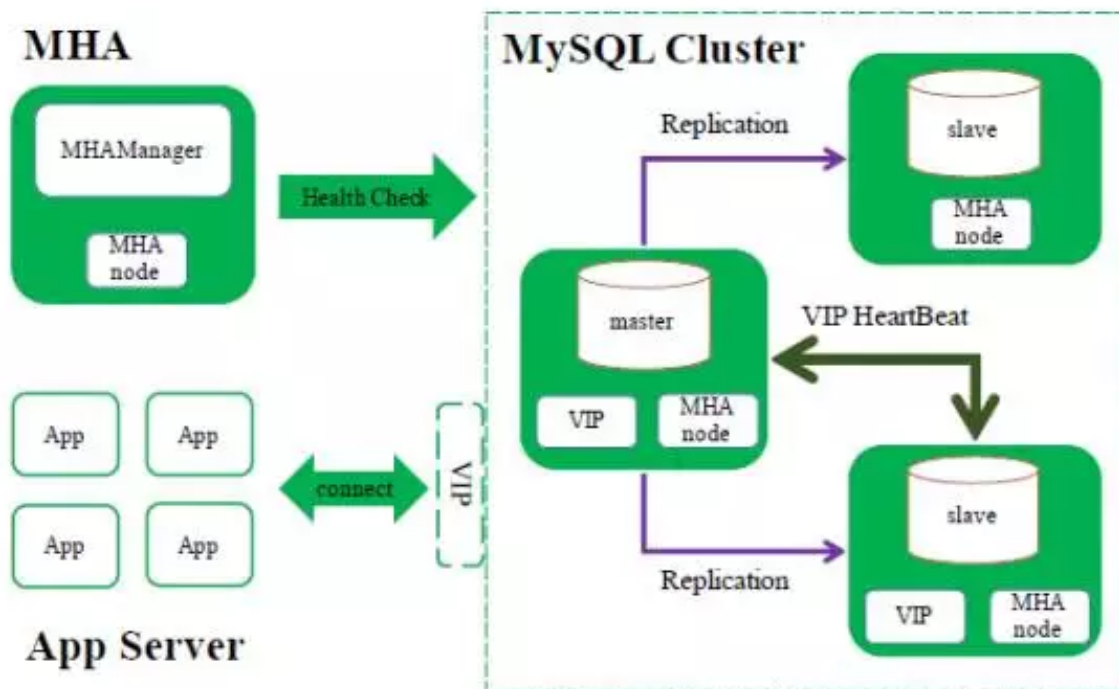 MHA
MHAManager
MHA
node
Health Check
App
App
App
App
App Server
connect
VIP
MySQL Cluster
Replication
slave
MHA
node
master
VIP
MHA
node
VIP HeartBeat
Replication
slave
VIP
MHA
node